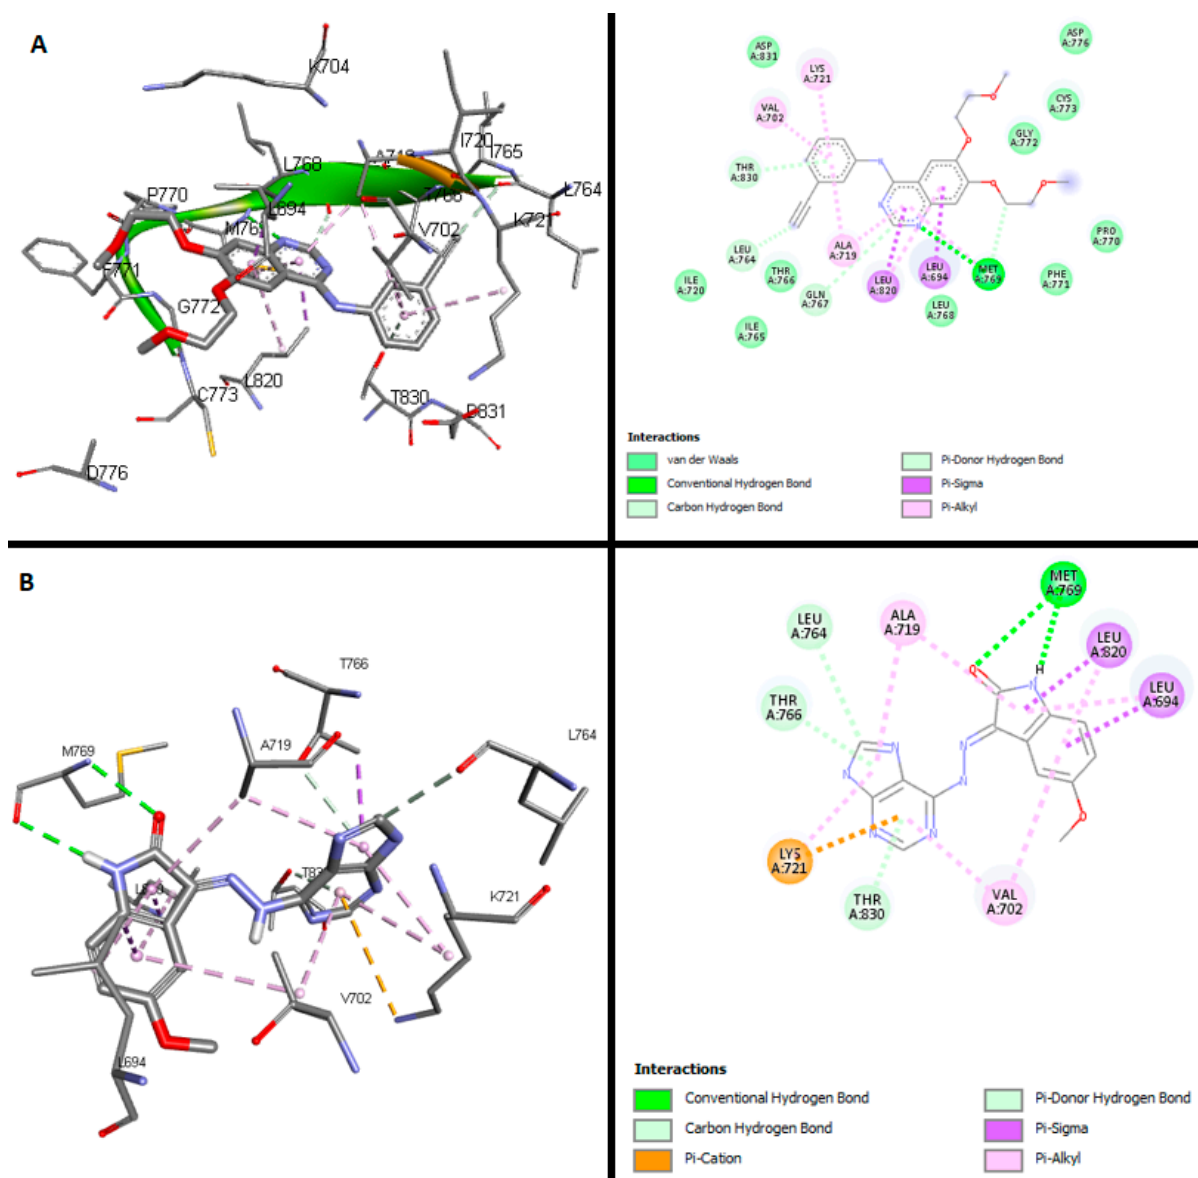 A
K704
I720
A719
I765
L768
L764
T766
P770
L694
K721
M769
V702
F771
G772
L820
C773
T830
D831
D776
ASP
A:831
LYS
A:721
ASP
A:776
VAL
A:702
CYS
A:773
GLY
A:772
THR
A:830
LEU
A:764
ALA
A:719
PRO
A:770
ILE
A:720
THR
A:766
GLN
A:767
LEU
A:820
LEU
A:694
MET
A:769
PHE
A:771
LEU
A:768
ILE
A:765
N
N
N
O
O
O
O
Interactions
van der Waals
Conventional Hydrogen Bond
Carbon Hydrogen Bond
Pi-Donor Hydrogen Bond
Pi-Sigma
Pi-Alkyl
B
T766
M769
A719
L764
K721
V702
L694
MET
A:769
LEU
A:764
ALA
A:719
LEU
A:820
THR
A:766
LEU
A:694
O
H
N
N
N
N
N
N
N
O
LYS
A:721
THR
A:830
VAL
A:702
Interactions
Conventional Hydrogen Bond
Carbon Hydrogen Bond
Pi-Cation
Pi-Donor Hydrogen Bond
Pi-Sigma
Pi-Alkyl